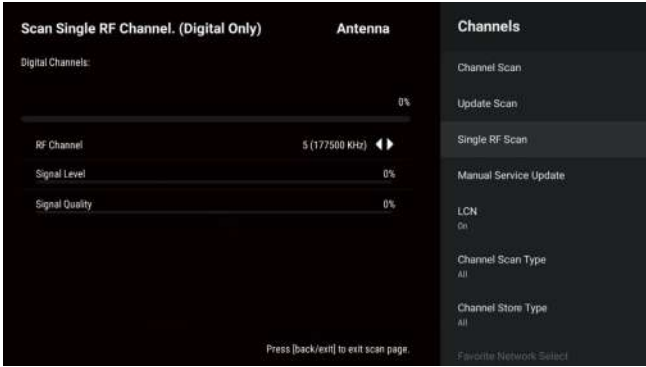 Scan Single RF Channel. (Digital Only)
Antenna
Digital Channels:
0%
RF Channel
5 (177500 KHz)
Signal Level
0%
Signal Quality
0%
Press [back/exit] to exit scan page.
Channels
Channel Scan
Update Scan
Single RF Scan
Manual Service Update
LCN
On
Channel Scan Type
All
Channel Store Type
All
Favorite Network Select